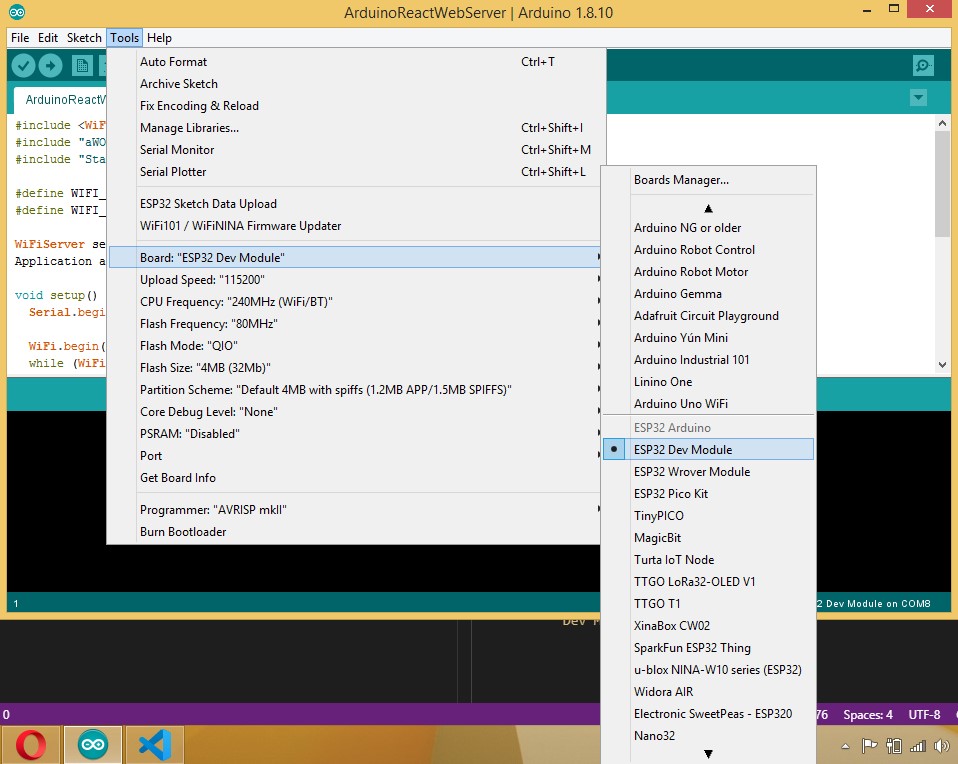 ArduinoReactWebServer | Arduino 1.8.10
File Edit Sketch Tools Help
ArduinoReactW
#include <WiF
#include "aWO
#include "Sta
#define WIFI_
#define WIFI_
WiFiServer se
Application a
void setup()
Serial.begi
WiFi.begin(
while (WiFi
Auto Format Ctrl+T
Archive Sketch
Fix Encoding & Reload
Manage Libraries... Ctrl+Shift+I
Serial Monitor Ctrl+Shift+M
Serial Plotter Ctrl+Shift+L
ESP32 Sketch Data Upload
WiFi101 / WiFiNINA Firmware Updater
Board: "ESP32 Dev Module"
Upload Speed: "115200"
CPU Frequency: "240MHz (WiFi/BT)"
Flash Frequency: "80MHz"
Flash Mode: "QIO"
Flash Size: "4MB (32Mb)"
Partition Scheme: "Default 4MB with spiffs (1.2MB APP/1.5MB SPIFFS)"
Core Debug Level: "None"
PSRAM: "Disabled"
Port
Get Board Info
Programmer: "AVRISP mkII"
Burn Bootloader
Boards Manager...
Arduino NG or older
Arduino Robot Control
Arduino Robot Motor
Arduino Gemma
Adafruit Circuit Playground
Arduino Yún Mini
Arduino Industrial 101
Linino One
Arduino Uno WiFi
ESP32 Arduino
ESP32 Dev Module
ESP32 Wrover Module
ESP32 Pico Kit
TinyPICO
MagicBit
Turta IoT Node
TTGO LoRa32-OLED V1
TTGO T1
XinaBox CW02
SparkFun ESP32 Thing
u-blox NINA-W10 series (ESP32)
Widora AIR
Electronic SweetPeas - ESP320
Nano32
1
2 Dev Module on COM8
Dev
0
76 Spaces: 4 UTF-8